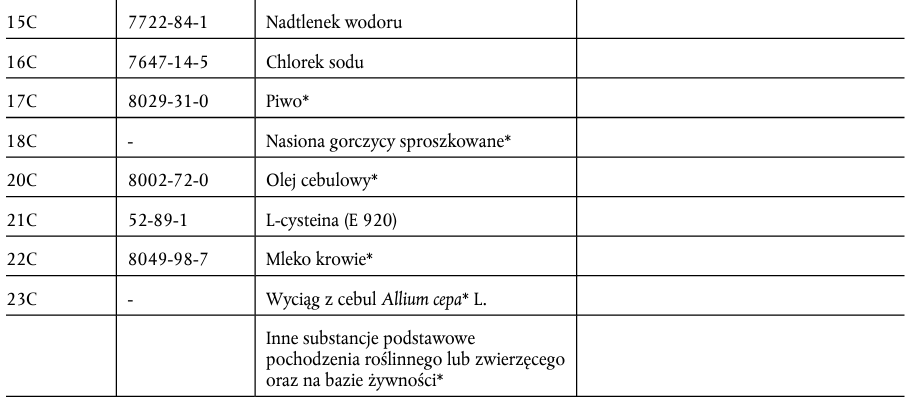 15C 7722-84-1 Nadtlenek wodoru
16C 7647-14-5 Chlorek sodu
17C 8029-31-0 Piwo*
18C - Nasiona gorczycy sproszkowane*
20C 8002-72-0 Olej cebulowy*
21C 52-89-1 L-cysteina (E 920)
22C 8049-98-7 Mleko krowie*
23C - Wyciąg z cebul Allium cepa* L.
Inne substancje podstawowe
pochodzenia roślinnego lub zwierzęcego
oraz na bazie żywności*